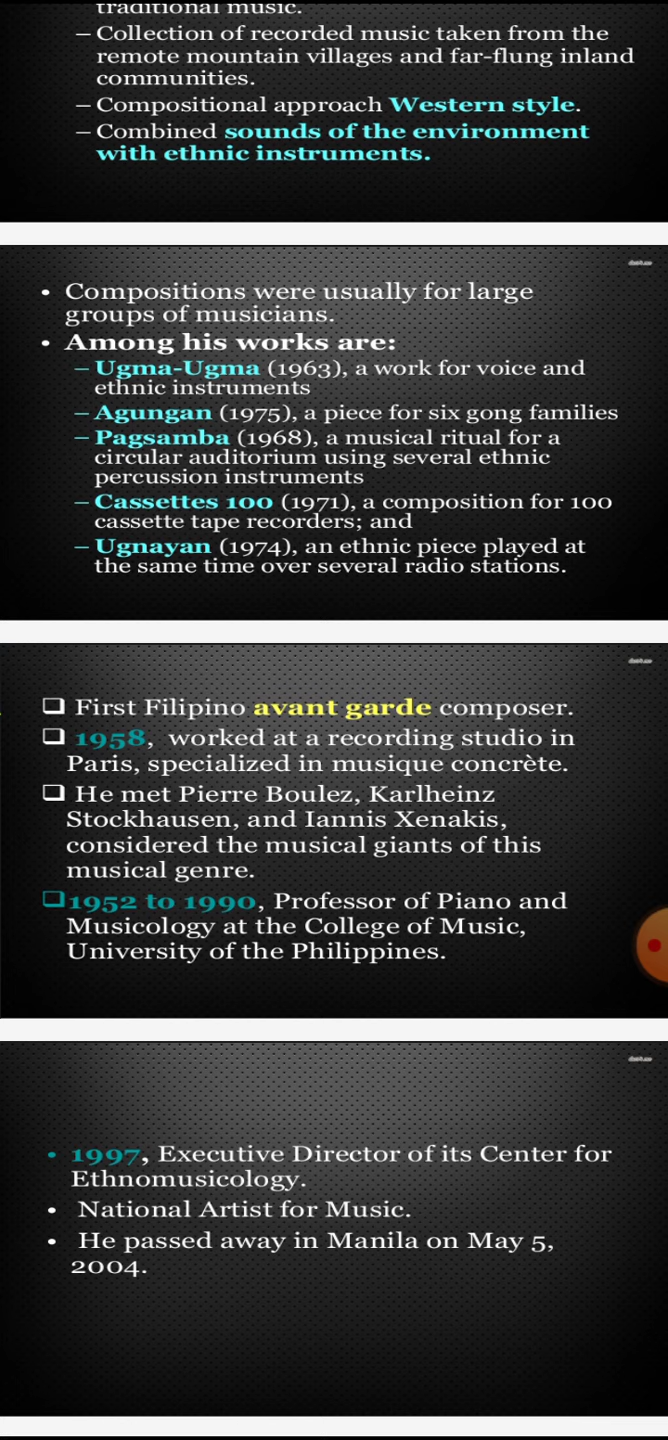 traditional music.
– Collection of recorded music taken from the
remote mountain villages and far-flung inland
communities.
– Compositional approach Western style.
– Combined sounds of the environment
with ethnic instruments.
• Compositions were usually for large
groups of musicians.
• Among his works are:
– Ugma-Ugma (1963), a work for voice and
ethnic instruments
– Agungan (1975), a piece for six gong families
– Pagsamba (1968), a musical ritual for a
circular auditorium using several ethnic
percussion instruments
– Cassettes 100 (1971), a composition for 100
cassette tape recorders; and
– Ugnayan (1974), an ethnic piece played at
the same time over several radio stations.
❑ First Filipino avant garde composer.
❑ 1958, worked at a recording studio in
Paris, specialized in musique concrète.
❑ He met Pierre Boulez, Karlheinz
Stockhausen, and Iannis Xenakis,
considered the musical giants of this
musical genre.
❑1952 to 1990, Professor of Piano and
Musicology at the College of Music,
University of the Philippines.
• 1997, Executive Director of its Center for
Ethnomusicology.
• National Artist for Music.
• He passed away in Manila on May 5,
2004.